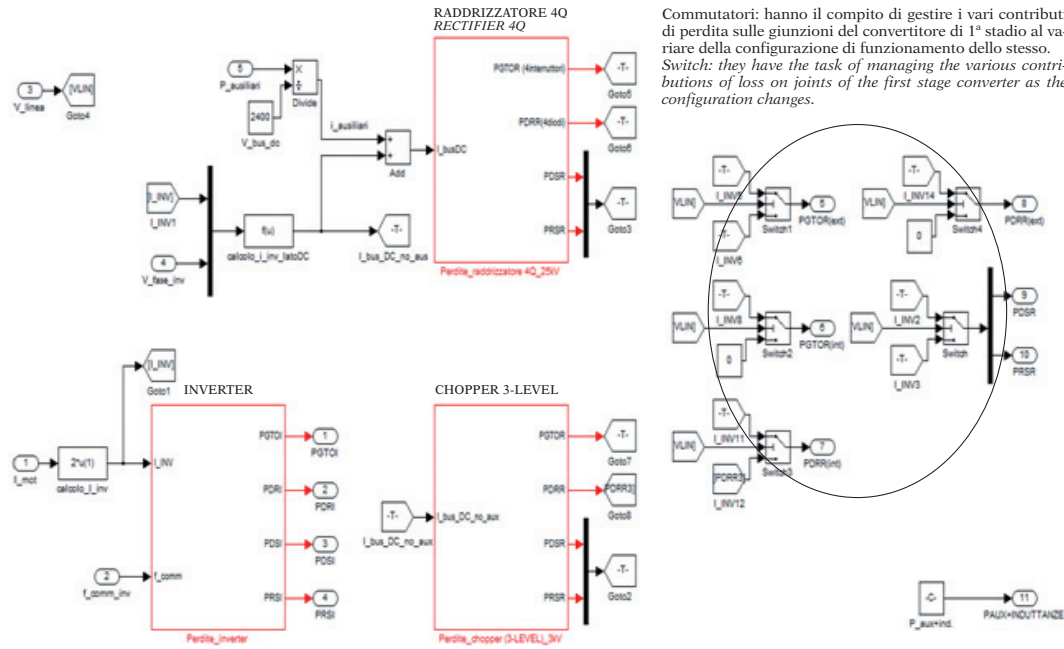 RADDRIZZATORE 4Q
RECTIFIER 4Q
Commutatori: hanno il compito di gestire i vari contributi
di perdita sulle giunzioni del convertitore di 1ª stadio al va-
riare della configurazione di funzionamento dello stesso.
Switch: they have the task of managing the various contri-
butions of loss on joints of the first stage converter as the
configuration changes.
3
V_linea
[VLIN]
Goto4
5
P_ausiliari
×
÷
Divide
2400
V_bus_dc
i_ausiliari
+
+
Add
I_busDC
PGTOR (4interruttori)
PDRR(4diodi)
PDSR
PRSR
-T-
Goto5
-T-
Goto6
-T-
Goto3
[I_INV]
I_INV1
4
V_fase_inv
f(u)
calcolo_i_inv_latoDC
-T-
I_bus_DC_no_aus
Perdite_raddrizzatore 4Q_25kV
-T-
I_INV5
VLIN]
-T-
I_INV6
Switch1
5
PGTOR(ext)
-T-
I_INV14
VLIN]
0
Switch4
8
PDRR(ext)
-T-
I_INV8
VLIN]
0
Switch2
6
PGTOR(int)
-T-
I_INV2
VLIN]
-T-
I_INV3
Switch
9
PDSR
10
PRSR
-T-
I_INV11
VLIN]
[PDRR3]
I_INV12
Switch3
7
PDRR(int)
[I_INV]
Goto1
INVERTER
1
I_mot
2*u(1)
calcolo_I_inv
I_INV
2
f_comm_inv
f_comm
PGTOI
PDRI
PDSI
PRSI
1
PGTOI
2
PDRI
3
PDSI
4
PRSI
Perdite_inverter
CHOPPER 3-LEVEL
-T-
I_bus_DC_no_aux
I_bus_DC_no_aux
PGTOR
PDRR
PDSR
PRSR
-T-
Goto7
[PDRR3]
Goto8
-T-
Goto2
Perdite_chopper (3-LEVEL)_3kV
-C-
P_aux+ind.
11
PAUX+INDUTTANZE